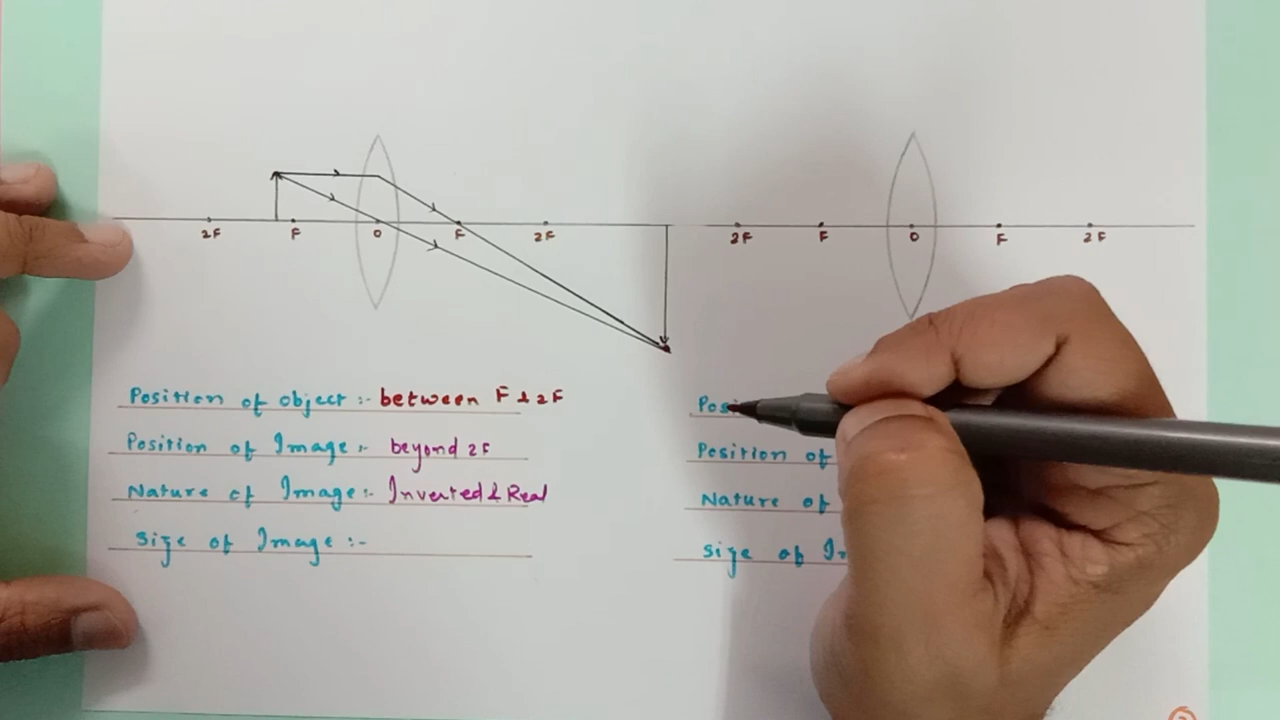 2F F O F 2F
2F F O F 2F
Position of object :- between F & 2F
Position of Image :- beyond 2F
Nature of Image :- Inverted & Real
Size of Image :-
Pos
Position of
Nature of
Size of